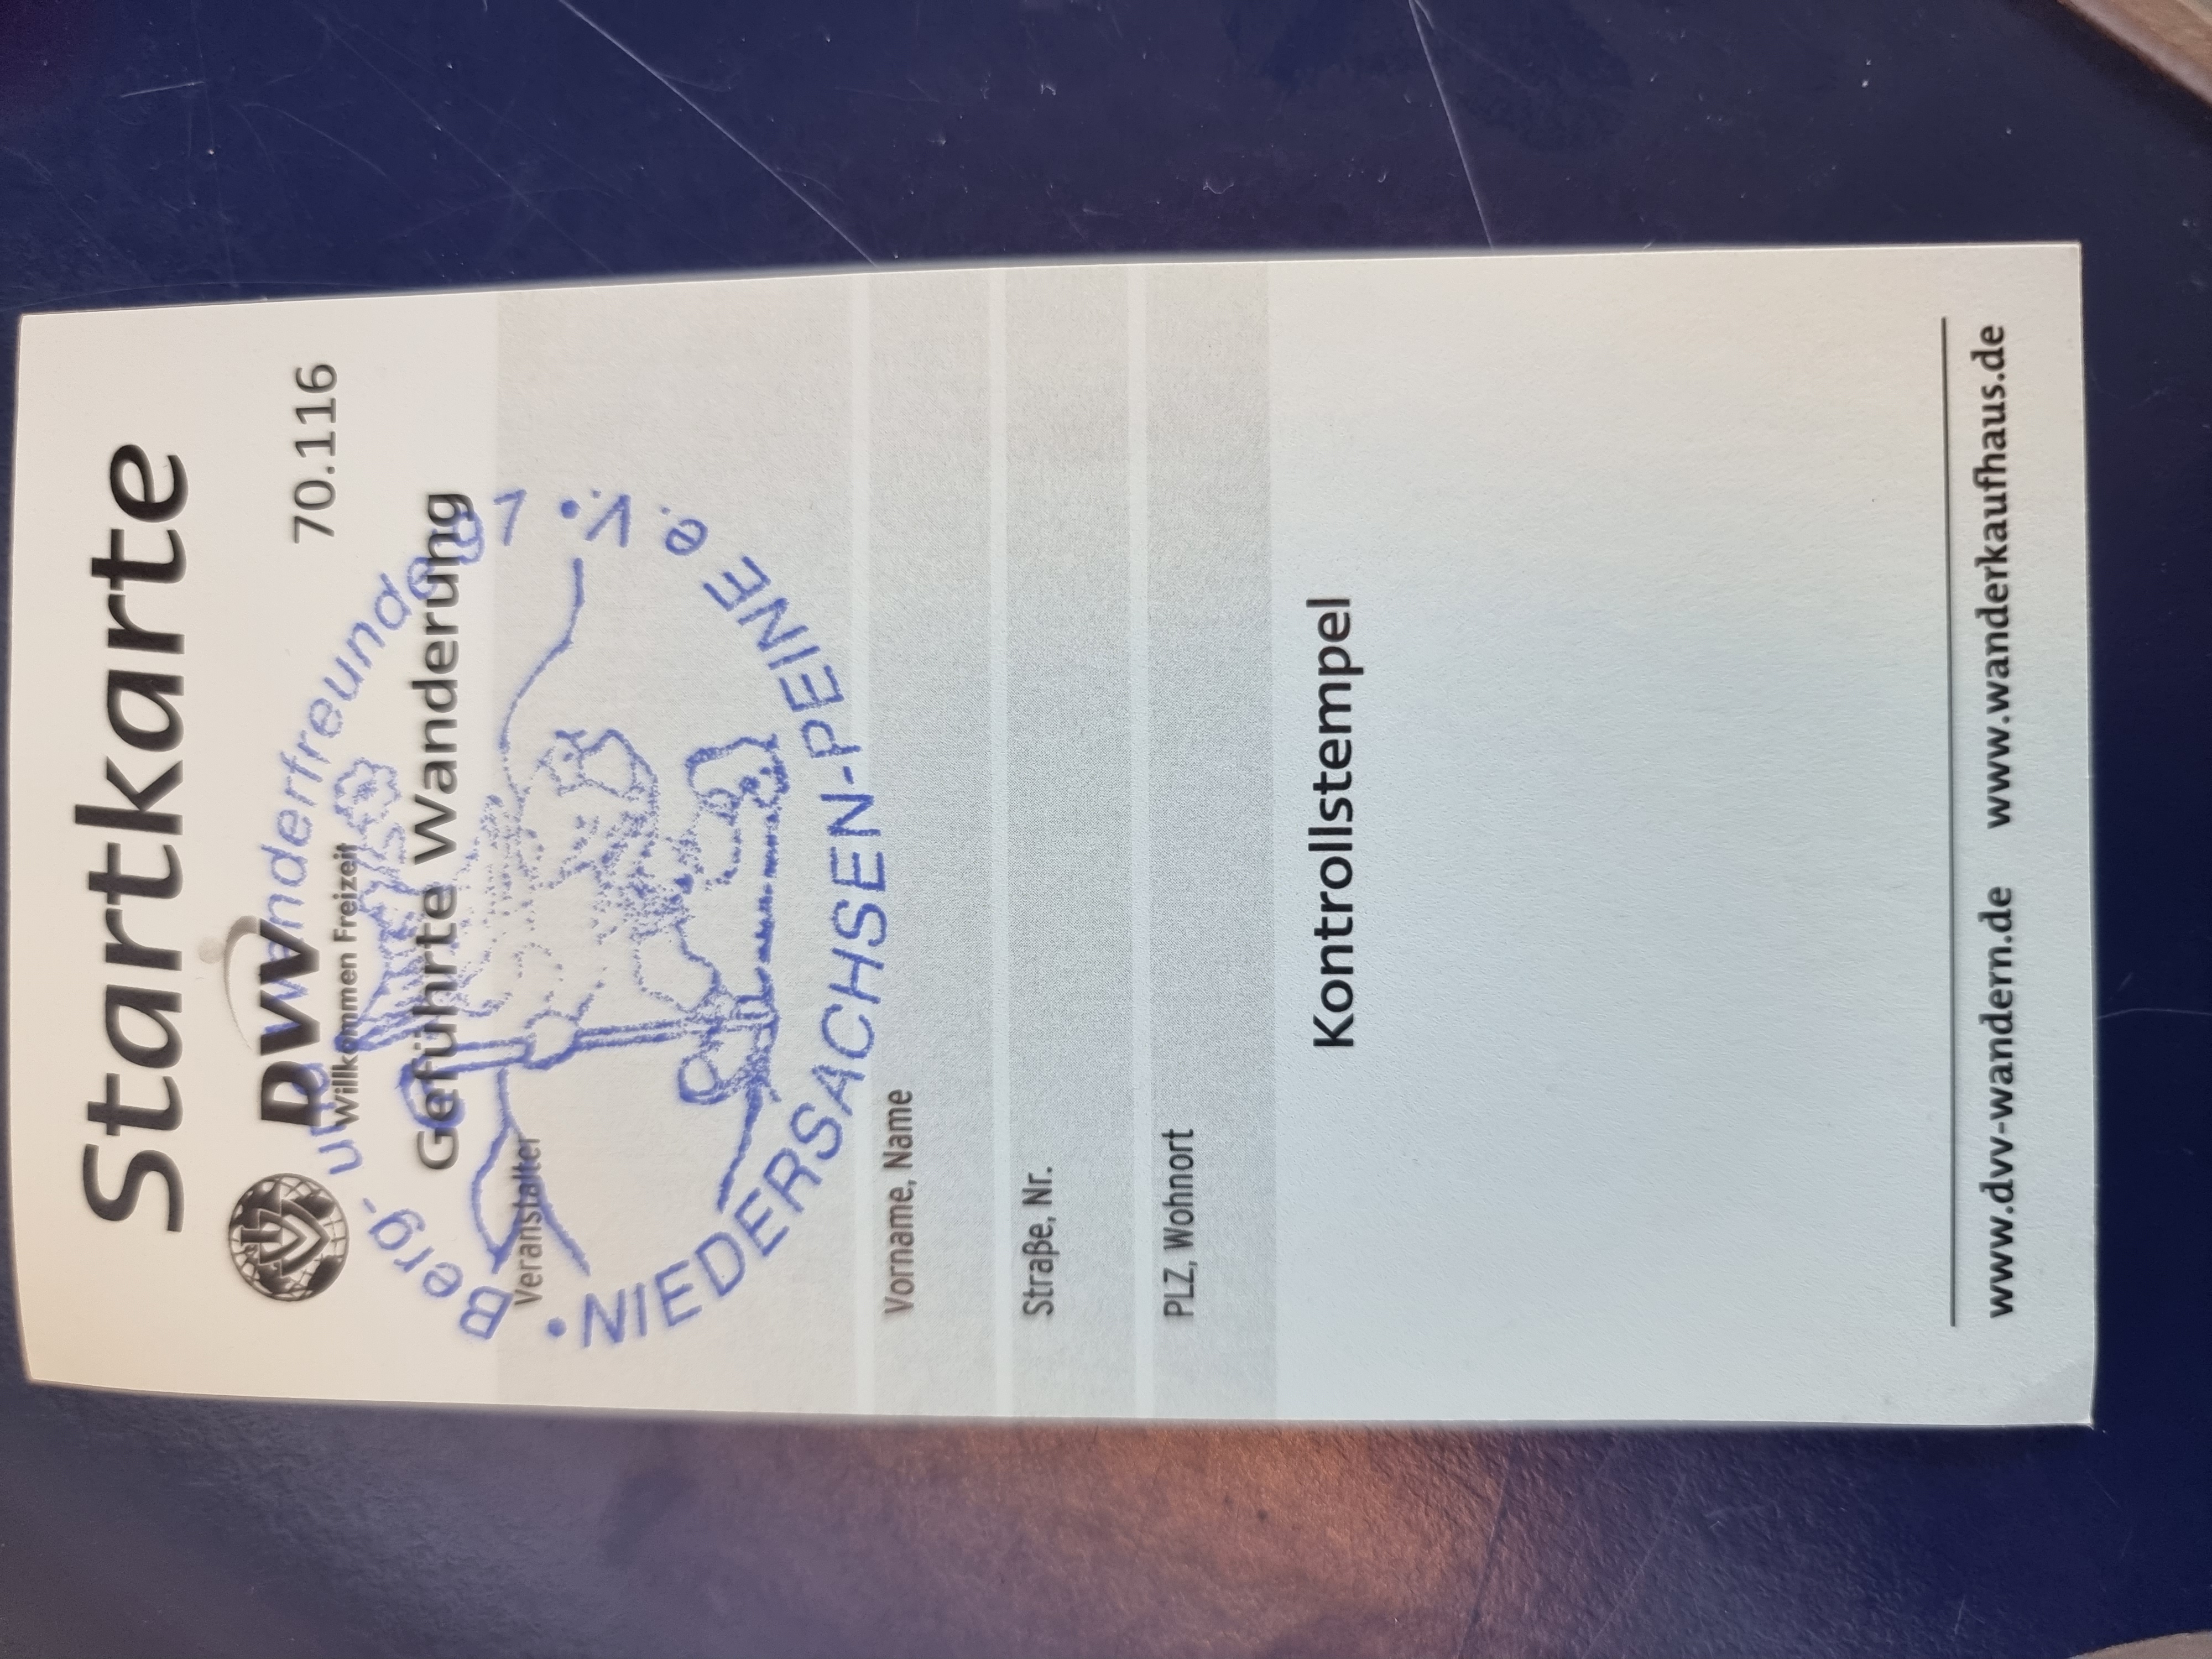 Startkarte
DVV
70.116
Willkommen Freizeit
Geführte Wanderung
Veranstalter
Berg- und Wanderfreunde
NIEDERSACHSEN-PEINE e.V.
Vorname, Name
Straße, Nr.
PLZ, Wohnort
Kontrollstempel
www.dvv-wandern.de www.wanderkaufhaus.de